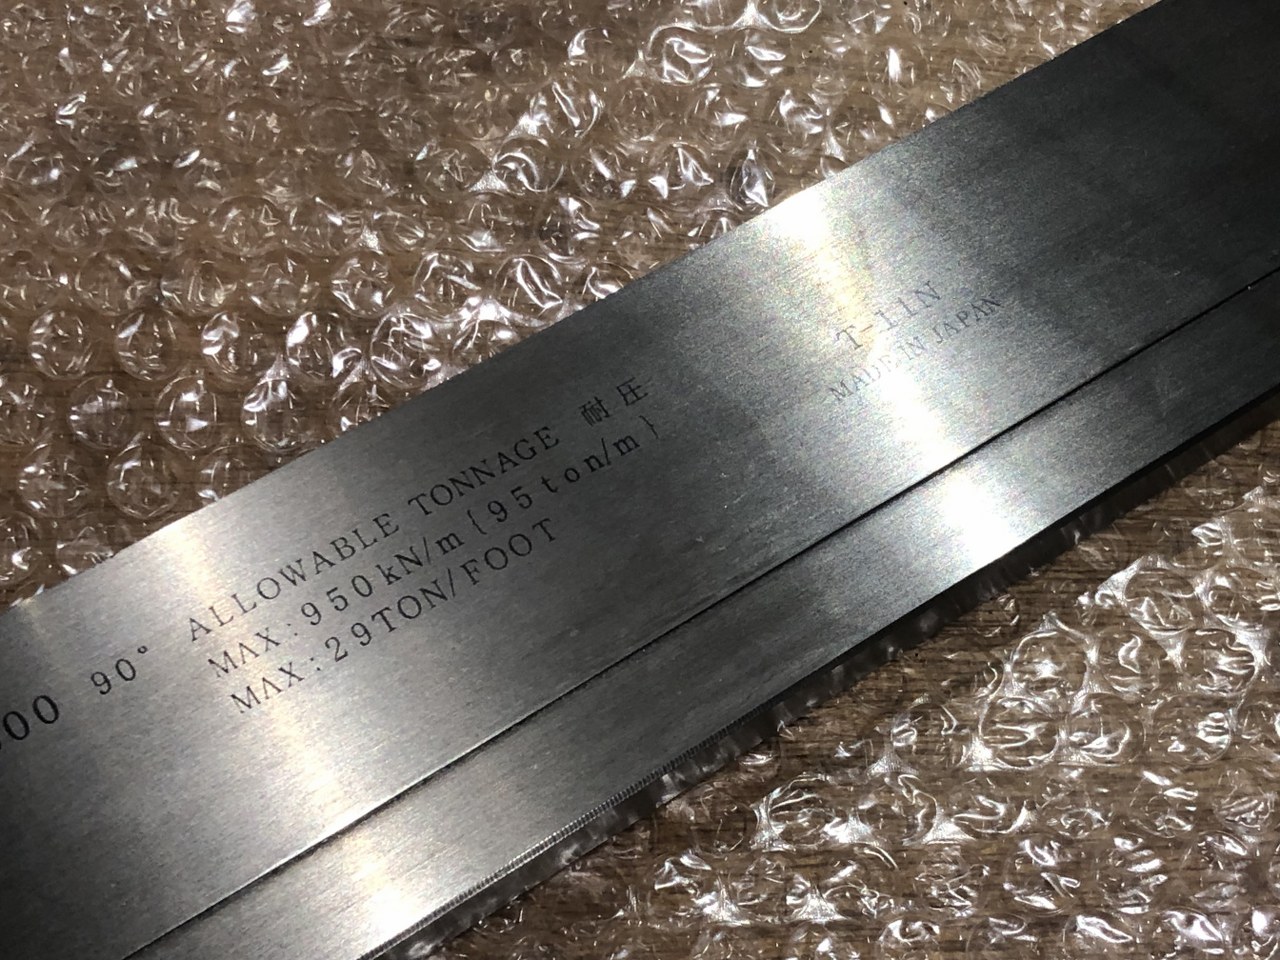 00 90° ALLOWABLE TONNAGE 耐圧
MAX:950kN/m{95ton/m}
MAX:29TON/FOOT
T-11N
MADE IN JAPAN